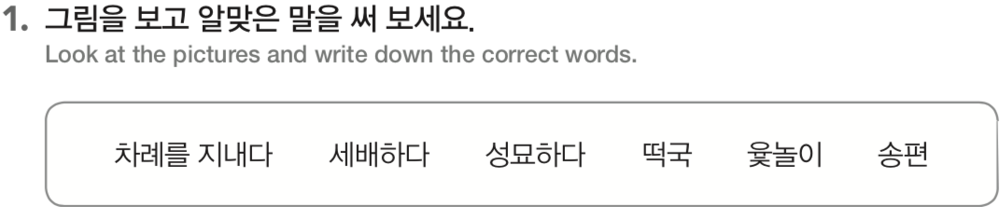 1. 그림을 보고 알맞은 말을 써 보세요.
Look at the pictures and write down the correct words.
차례를 지내다 세배하다 성묘하다 떡국 윷놀이 송편